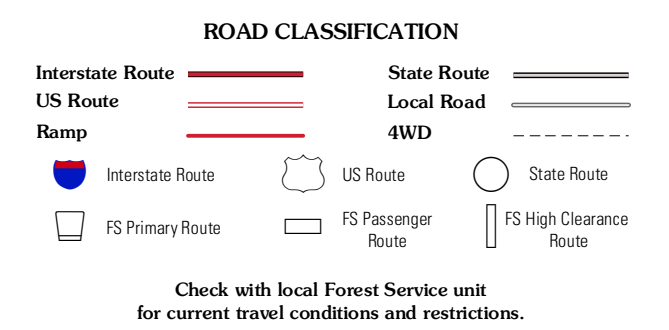 ROAD CLASSIFICATION
Interstate Route
State Route
US Route
Local Road
Ramp
4WD
Interstate Route
US Route
State Route
FS Primary Route
FS Passenger
Route
FS High Clearance
Route
Check with local Forest Service unit
for current travel conditions and restrictions.